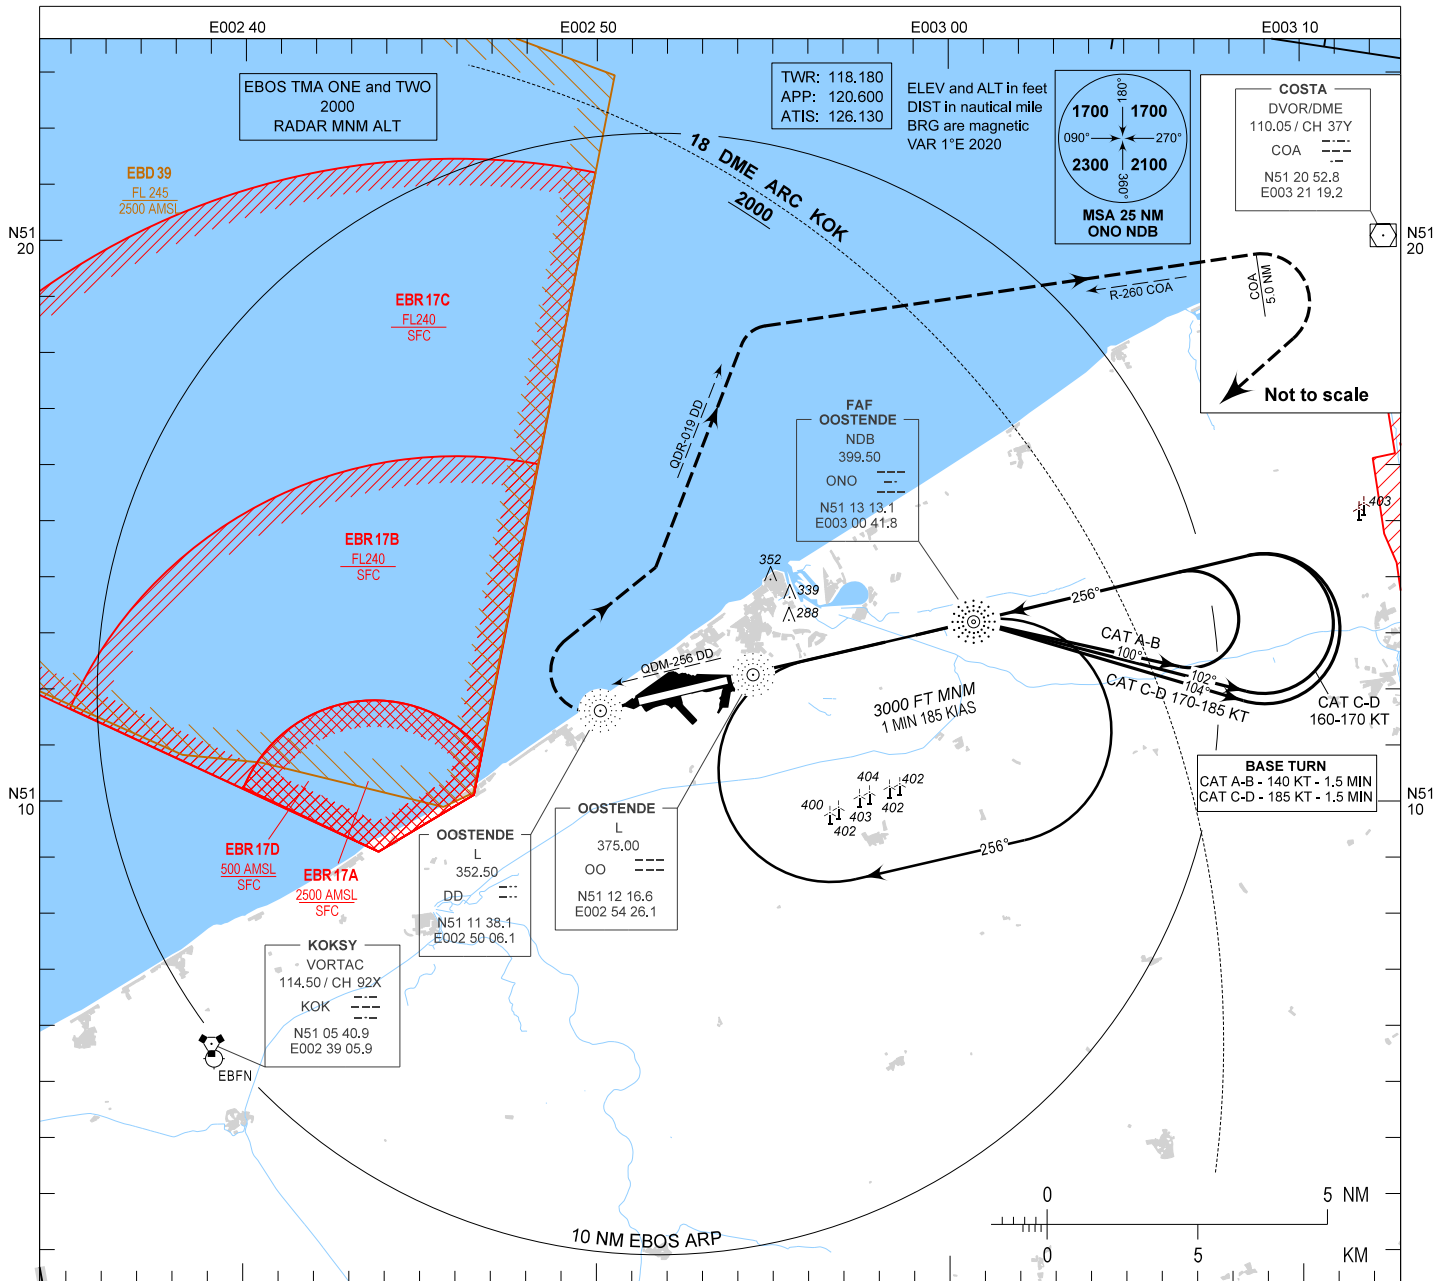 E002 40
E002 50
E003 00
E003 10
EBOS TMA ONE and TWO
2000
RADAR MNM ALT
TWR: 118.180
APP: 120.600
ATIS: 126.130
ELEV and ALT in feet
DIST in nautical mile
BRG are magnetic
VAR 1°E 2020
180°
1700
1700
090°
270°
2300
2100
360°
MSA 25 NM
ONO NDB
COSTA
DVOR/DME
110.05 / CH 37Y
COA
N51 20 52.8
E003 21 19.2
N51
20
N51
20
EBD 39
FL 245
2500 AMSL
18 DME ARC KOK
2000
R-260 COA
COA
5.0 NM
Not to scale
EBR 17C
FL240
SFC
QDR-019 DD
FAF
OOSTENDE
NDB
399.50
ONO
N51 13 13.1
E003 00 41.8
403
EBR 17B
FL240
SFC
352
339
288
256°
CAT A-B
100°
102°
104°
CAT C-D 170-185 KT
CAT C-D
160-170 KT
QDM-256 DD
3000 FT MNM
1 MIN 185 KIAS
BASE TURN
CAT A-B - 140 KT - 1.5 MIN
CAT C-D - 185 KT - 1.5 MIN
N51
10
N51
10
404
402
400
402
403
402
256°
OOSTENDE
L
352.50
DD
N51 11 38.1
E002 50 06.1
OOSTENDE
L
375.00
OO
N51 12 16.6
E002 54 26.1
EBR 17D
500 AMSL
SFC
EBR 17A
2500 AMSL
SFC
KOKSY
VORTAC
114.50 / CH 92X
KOK
N51 05 40.9
E002 39 05.9
EBFN
10 NM EBOS ARP
0
5 NM
0
5
KM